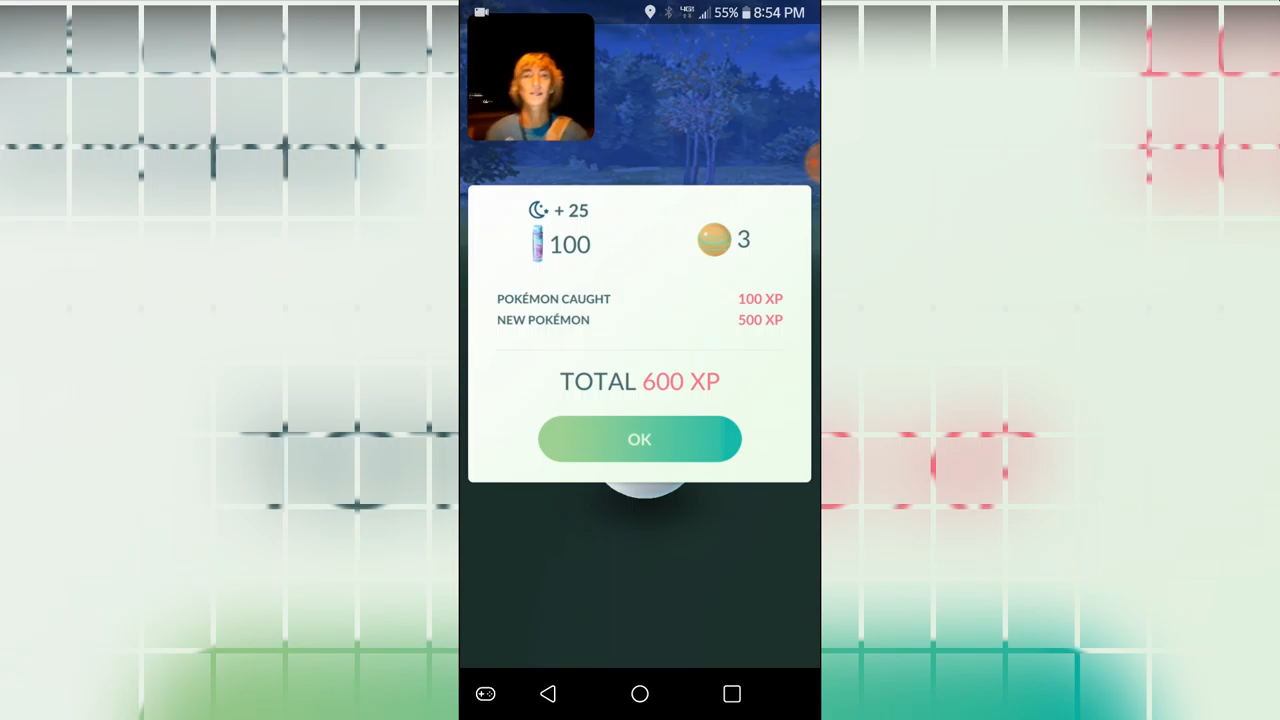 4G 55% 8:54 PM
+ 25
100
3
POKÉMON CAUGHT 100 XP
NEW POKÉMON 500 XP
TOTAL 600 XP
OK